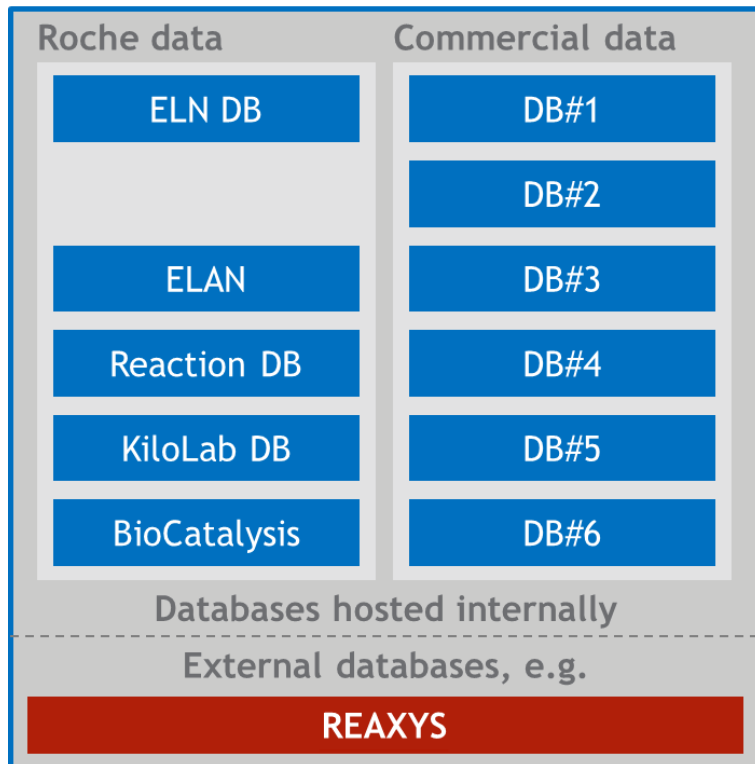 Roche data
Commercial data
ELN DB
DB#1
DB#2
ELAN
DB#3
Reaction DB
DB#4
KiloLab DB
DB#5
BioCatalysis
DB#6
Databases hosted internally
External databases, e.g.
REAXYS